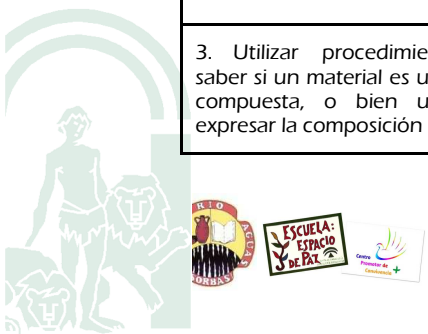 3. Utilizar procedimie
saber si un material es u
compuesta, o bien u
expresar la composición
RIO
AGUAS
SORBAS
ESCUELA:
ESPACIO
DE PAZ
Centro
Promotor de
Convivencia +